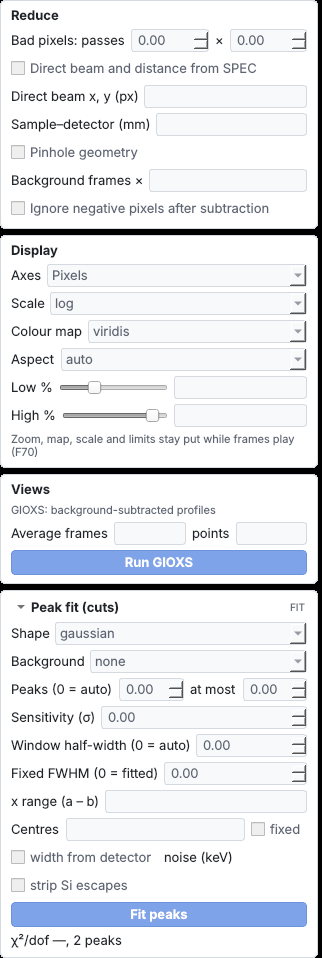 Reduce
Bad pixels: passes 0.00 × 0.00
Direct beam and distance from SPEC
Direct beam x, y (px)
Sample–detector (mm)
Pinhole geometry
Background frames ×
Ignore negative pixels after subtraction
Display
Axes Pixels
Scale log
Colour map viridis
Aspect auto
Low %
High %
Zoom, map, scale and limits stay put while frames play
(F70)
Views
GIOXS: background-subtracted profiles
Average frames points
Run GIOXS
Peak fit (cuts) FIT
Shape gaussian
Background none
Peaks (0 = auto) 0.00 at most 0.00
Sensitivity (σ) 0.00
Window half-width (0 = auto) 0.00
Fixed FWHM (0 = fitted) 0.00
x range (a – b)
Centres fixed
width from detector noise (keV)
strip Si escapes
Fit peaks
χ²/dof —, 2 peaks